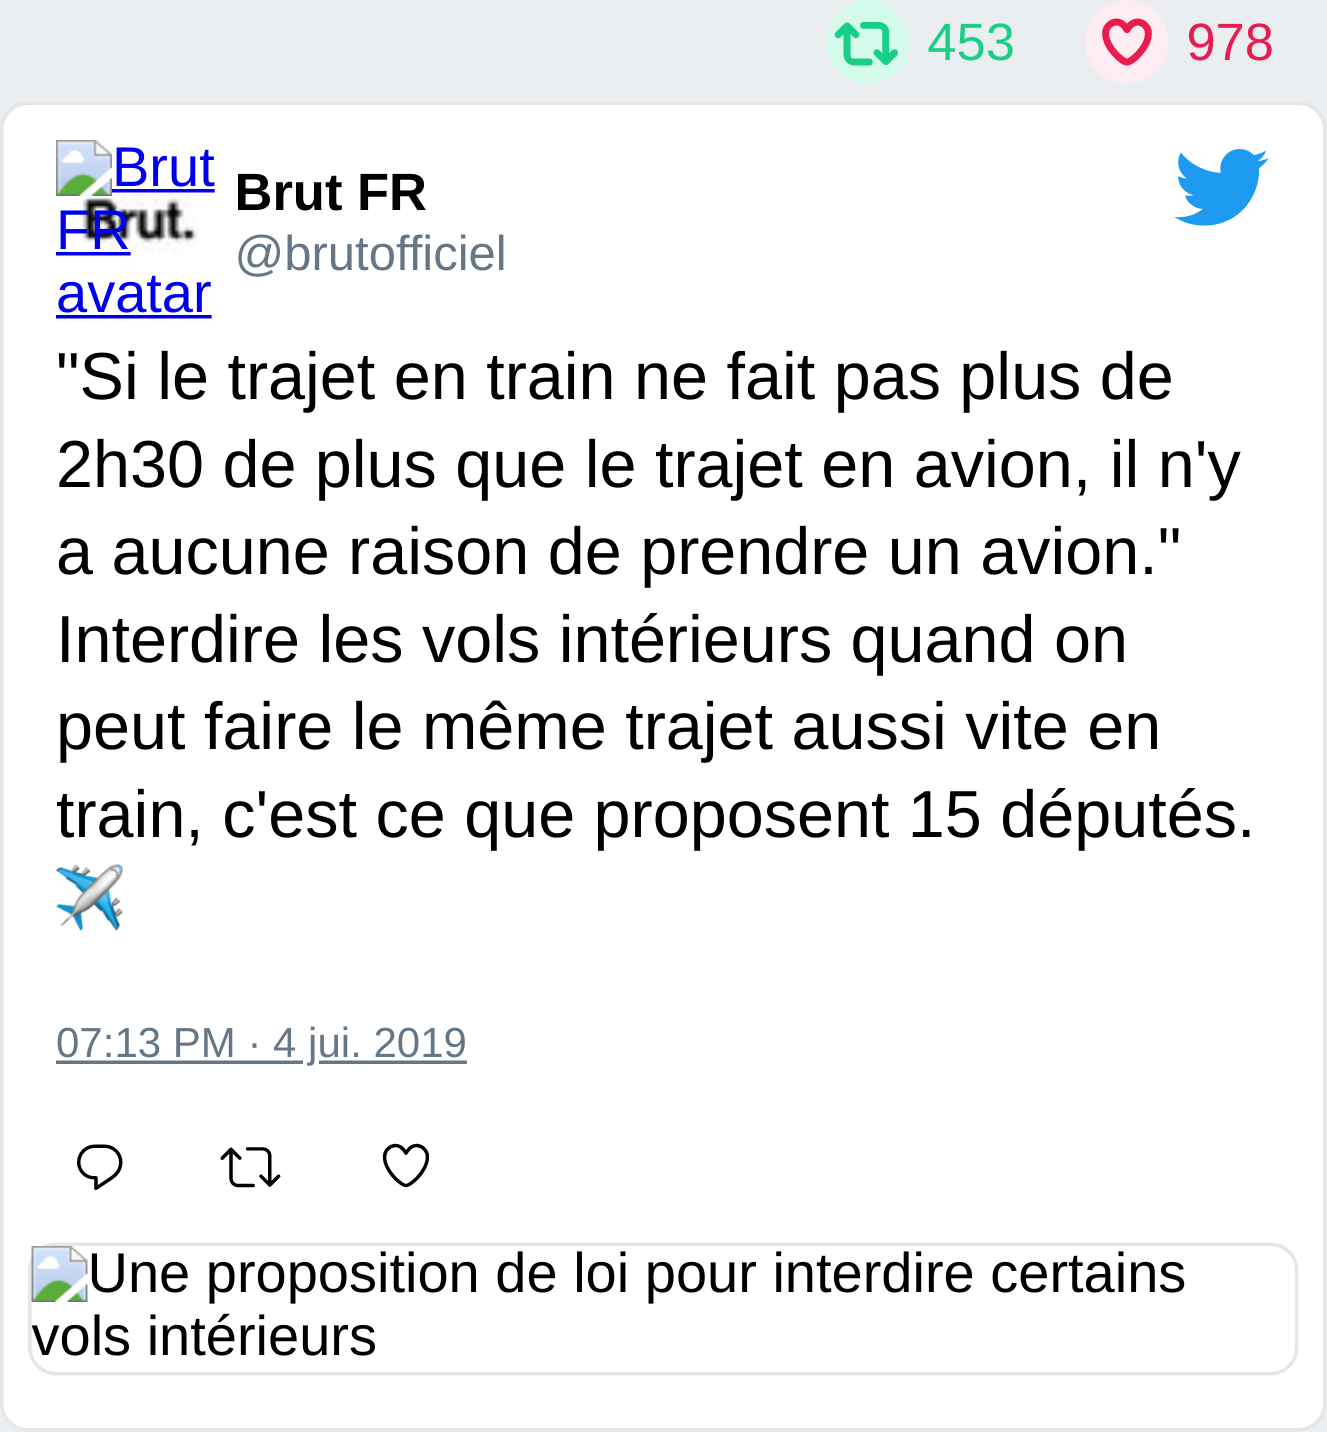 453 978
Brut
FR
avatar
Brut.
Brut FR
@brutofficiel
"Si le trajet en train ne fait pas plus de
2h30 de plus que le trajet en avion, il n'y
a aucune raison de prendre un avion."
Interdire les vols intérieurs quand on
peut faire le même trajet aussi vite en
train, c'est ce que proposent 15 députés.
✈️
07:13 PM · 4 jui. 2019
Une proposition de loi pour interdire certains
vols intérieurs